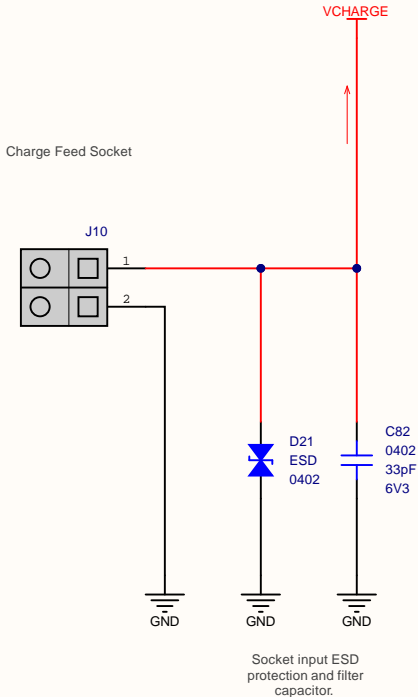 VCHARGE
Charge Feed Socket
J10
1
2
D21
ESD
0402
C82
0402
33pF
6V3
GND
GND
GND
Socket input ESD
protection and filter
capacitor.